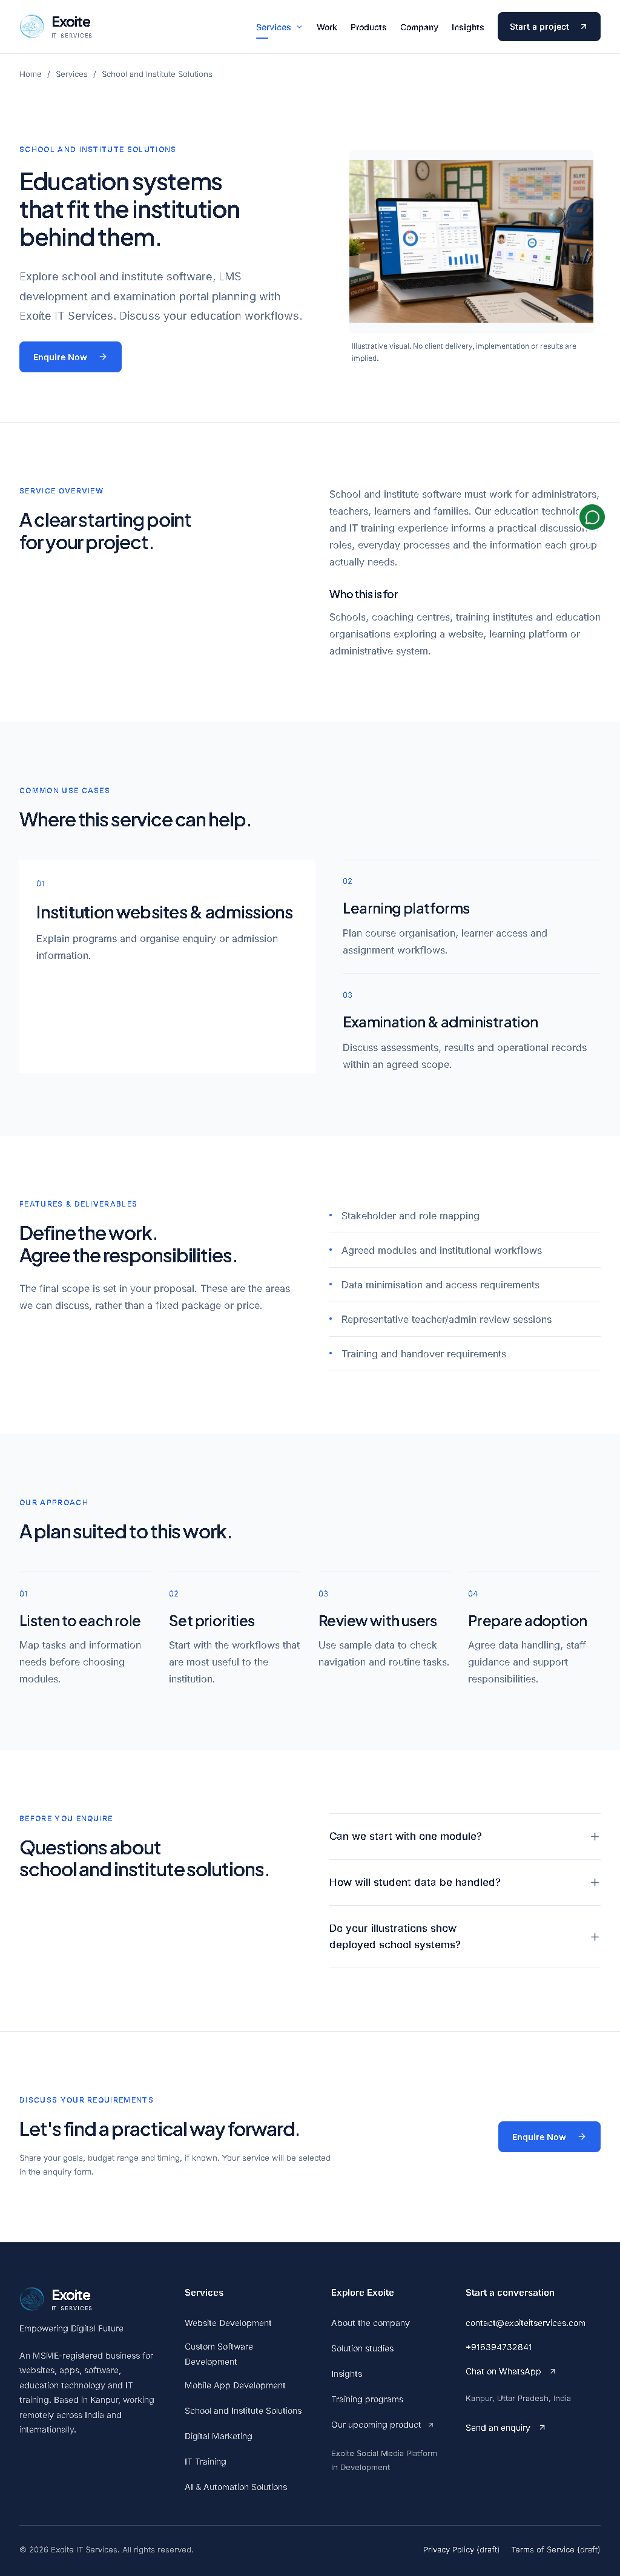 Exoite
IT SERVICES
Services
Work
Products
Company
Insights
Start a project
Home / Services / School and Institute Solutions
SCHOOL AND INSTITUTE SOLUTIONS
Education systems
that fit the institution
behind them.
Explore school and institute software, LMS
development and examination portal planning with
Exoite IT Services. Discuss your education workflows.
Enquire Now
Illustrative visual. No client delivery, implementation or results are
implied.
SERVICE OVERVIEW
A clear starting point
for your project.
School and institute software must work for administrators,
teachers, learners and families. Our education
and IT training experience informs a practical
roles, everyday processes and the information each group
actually needs.
Who this is for
Schools, coaching centres, training institutes and education
organisations exploring a website, learning platform or
administrative system.
COMMON USE CASES
Where this service can help.
01
Institution websites & admissions
Explain programs and organise enquiry or admission
information.
02
Learning platforms
Plan course organisation, learner access and
assignment workflows.
03
Examination & administration
Discuss assessments, results and operational records
within an agreed scope.
FEATURES & DELIVERABLES
Define the work.
Agree the responsibilities.
The final scope is set in your proposal. These are the areas
we can discuss, rather than a fixed package or price.
Stakeholder and role mapping
Agreed modules and institutional workflows
Data minimisation and access requirements
Representative teacher/admin review sessions
Training and handover requirements
OUR APPROACH
A plan suited to this work.
01
Listen to each role
Map tasks and information
needs before choosing
modules.
02
Set priorities
Start with the workflows that
are most useful to the
institution.
03
Review with users
Use sample data to check
navigation and routine tasks.
04
Prepare adoption
Agree data handling, staff
guidance and support
responsibilities.
BEFORE YOU ENQUIRE
Questions about
school and institute solutions.
Can we start with one module?
How will student data be handled?
Do your illustrations show
deployed school systems?
DISCUSS YOUR REQUIREMENTS
Let's find a practical way forward.
Share your goals, budget range and timing, if known. Your service will be selected
in the enquiry form.
Enquire Now
Exoite
IT SERVICES
Empowering Digital Future
An MSME-registered business for
websites, apps, software,
education technology and IT
training. Based in Kanpur, working
remotely across India and
internationally.
Services
Website Development
Custom Software
Development
Mobile App Development
School and Institute Solutions
Digital Marketing
IT Training
AI & Automation Solutions
Explore Exoite
About the company
Solution studies
Insights
Training programs
Our upcoming product
Exoite Social Media Platform
In Development
Start a conversation
contact@exoiteitservices.com
+916394732841
Chat on WhatsApp
Kanpur, Uttar Pradesh, India
Send an enquiry
© 2026 Exoite IT Services. All rights reserved.
Privacy Policy (draft)
Terms of Service (draft)